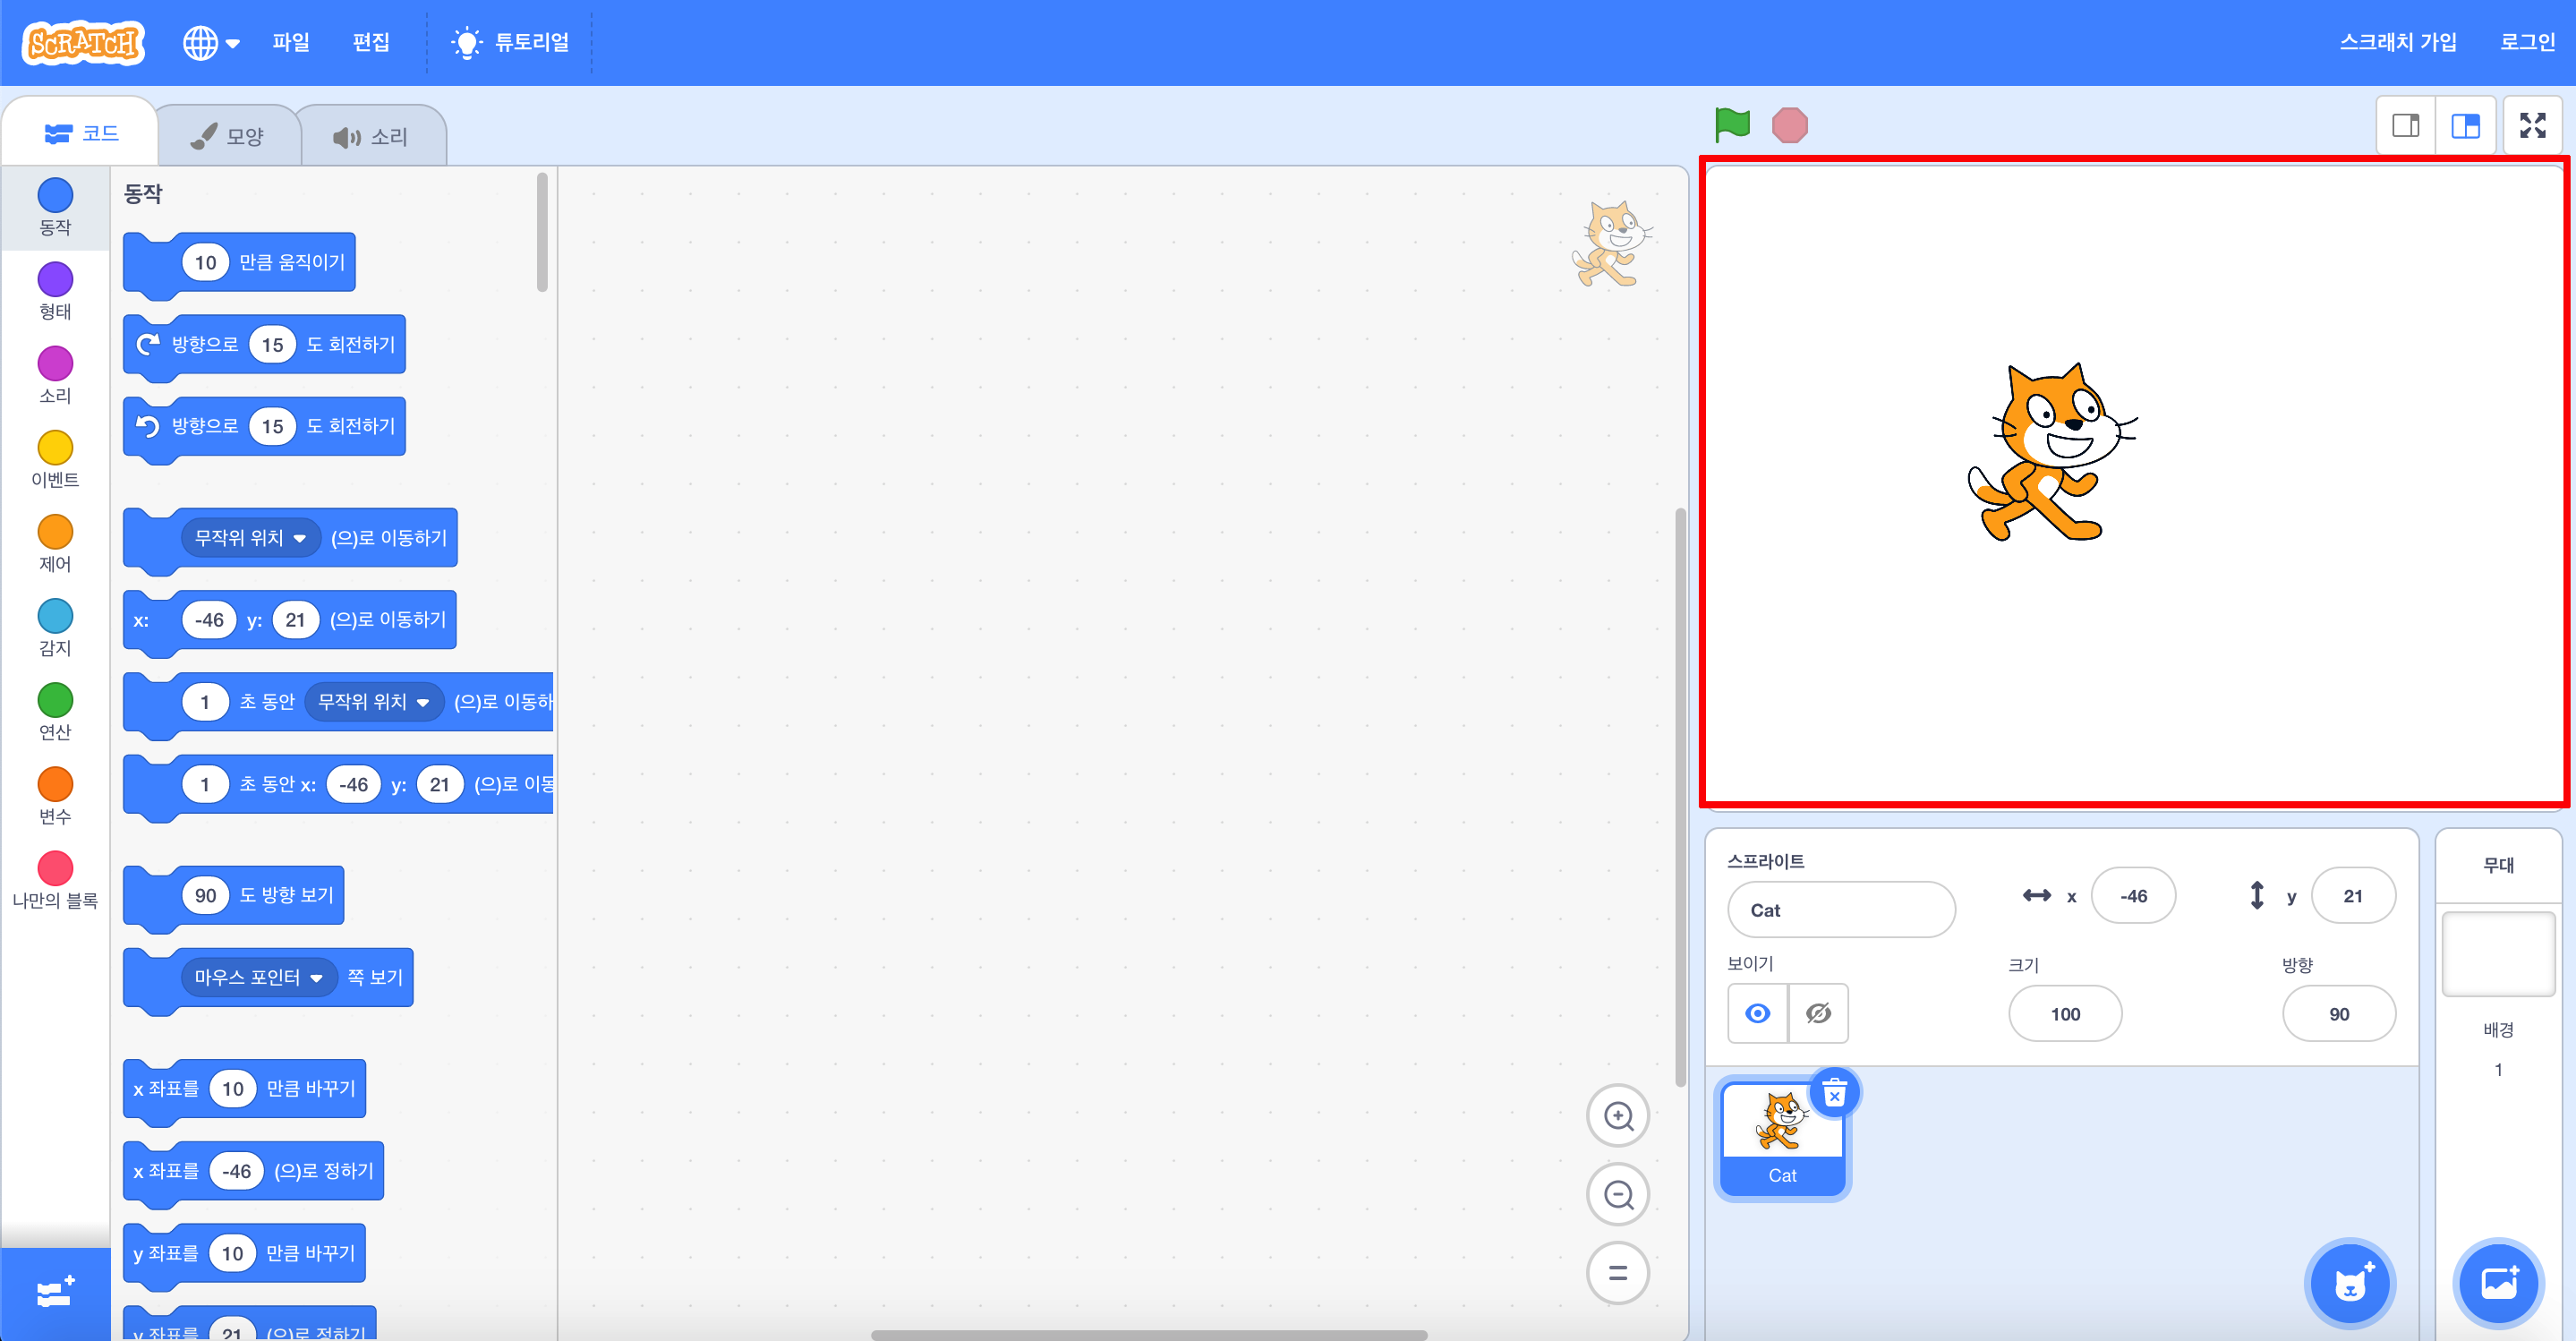 SCRATCH 파일 편집 튜토리얼 스크래치 가입 로그인
코드 모양 소리
동작
형태
소리
이벤트
제어
감지
연산
변수
나만의 블록
동작
10 만큼 움직이기
방향으로 15 도 회전하기
방향으로 15 도 회전하기
무작위 위치 (으)로 이동하기
x: -46 y: 21 (으)로 이동하기
1 초 동안 무작위 위치 (으)로 이동하
1 초 동안 x: -46 y: 21 (으)로 이동
90 도 방향 보기
마우스 포인터 쪽 보기
x 좌표를 10 만큼 바꾸기
x 좌표를 -46 (으)로 정하기
y 좌표를 10 만큼 바꾸기
y 좌표를 21 (으)로 정하기
스프라이트
Cat x -46 y 21
보이기 크기 방향
100 90
Cat
무대
배경
1